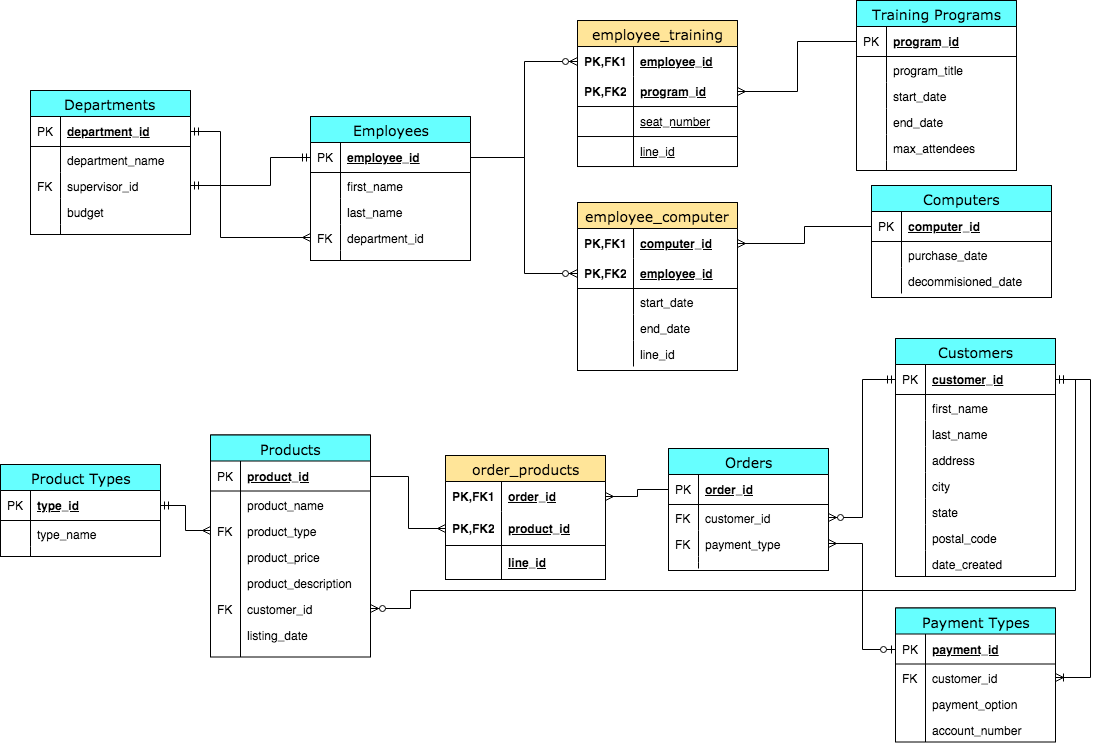 Training Programs
PK program_id
program_title
start_date
end_date
max_attendees
employee_training
PK,FK1 employee_id
PK,FK2 program_id
seat_number
line_id
Departments
PK department_id
department_name
FK supervisor_id
budget
Employees
PK employee_id
first_name
last_name
FK department_id
employee_computer
PK,FK1 computer_id
PK,FK2 employee_id
start_date
end_date
line_id
Computers
PK computer_id
purchase_date
decommisioned_date
Customers
PK customer_id
first_name
last_name
address
city
state
postal_code
date_created
Product Types
PK type_id
type_name
Products
PK product_id
product_name
FK product_type
product_price
product_description
FK customer_id
listing_date
order_products
PK,FK1 order_id
PK,FK2 product_id
line_id
Orders
PK order_id
FK customer_id
FK payment_type
Payment Types
PK payment_id
FK customer_id
payment_option
account_number